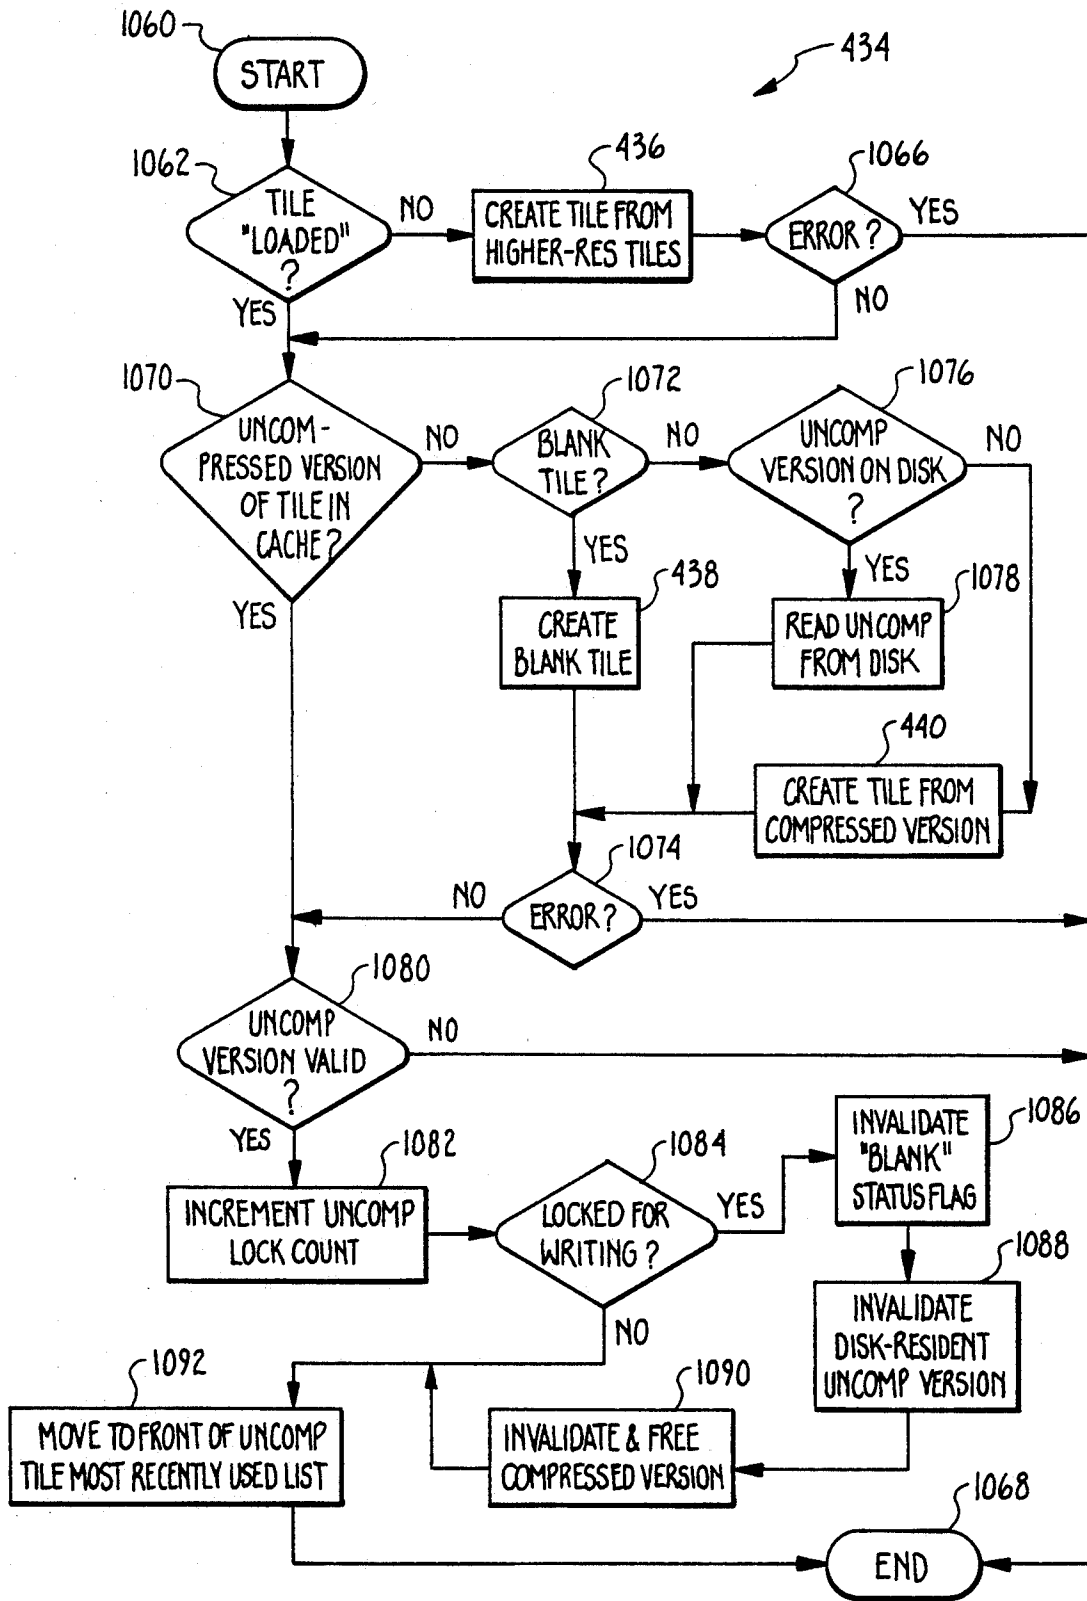 1060
START
434
1062
TILE
"LOADED"
?
NO
436
CREATE TILE FROM
HIGHER-RES TILES
1066
ERROR?
YES
NO
YES
1070
UNCOM-
PRESSED VERSION
OF TILE IN
CACHE?
NO
1072
BLANK
TILE?
NO
1076
UNCOMP
VERSION ON DISK
?
NO
YES
YES
YES
438
CREATE
BLANK TILE
1078
READ UNCOMP
FROM DISK
440
CREATE TILE FROM
COMPRESSED VERSION
1074
ERROR?
NO
YES
1080
UNCOMP
VERSION VALID
?
NO
YES
1082
INCREMENT UNCOMP
LOCK COUNT
1084
LOCKED FOR
WRITING?
YES
NO
1086
INVALIDATE
"BLANK"
STATUS FLAG
1088
INVALIDATE
DISK-RESIDENT
UNCOMP VERSION
1090
INVALIDATE & FREE
COMPRESSED VERSION
1092
MOVE TO FRONT OF UNCOMP
TILE MOST RECENTLY USED LIST
1068
END